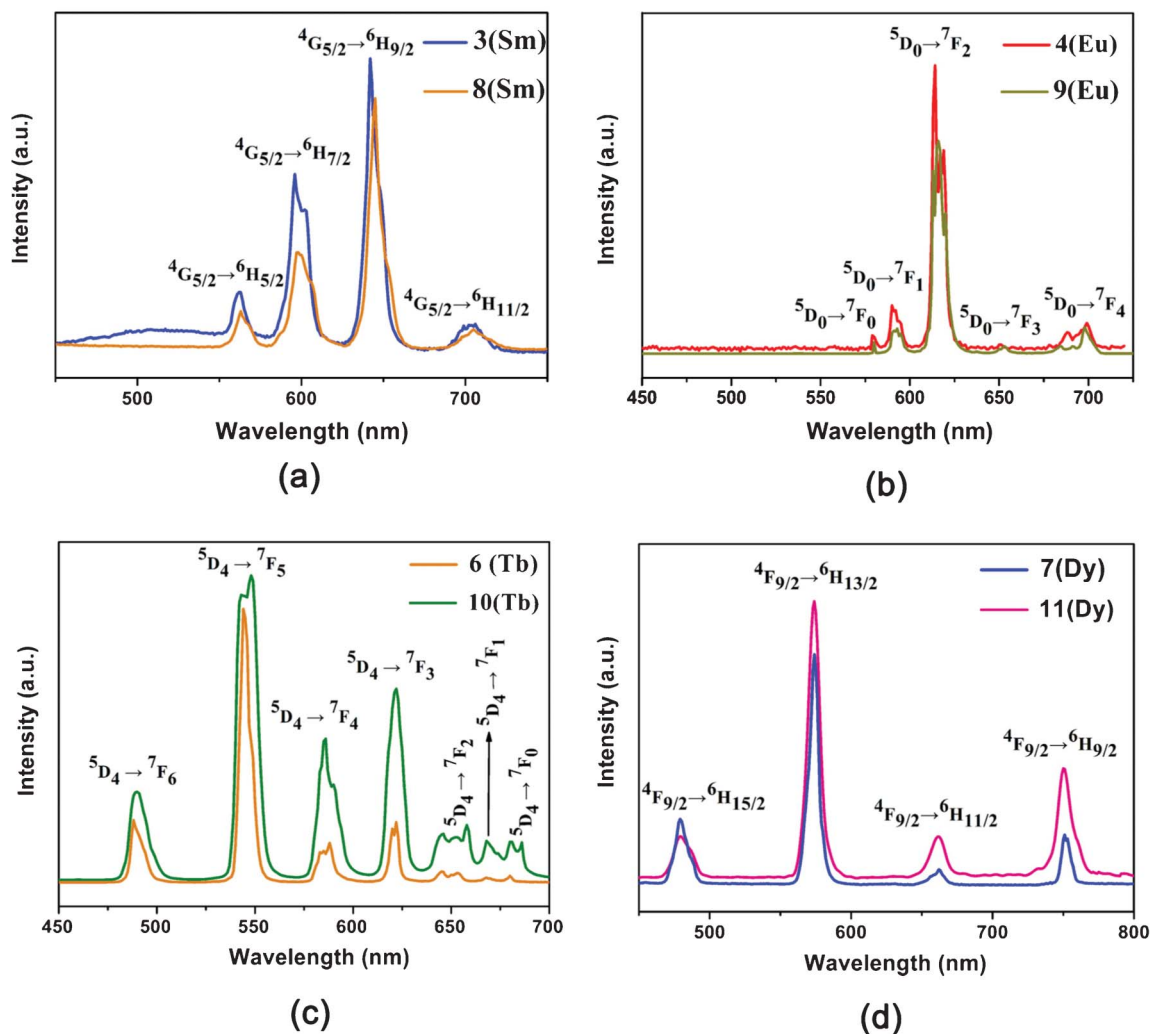 ⁴G₅/₂→⁶H₉/₂
3(Sm)
8(Sm)
⁴G₅/₂→⁶H₇/₂
⁴G₅/₂→⁶H₅/₂
⁴G₅/₂→⁶H₁₁/₂
Intensity (a.u.)
500 600 700
Wavelength (nm)
(a)
⁵D₀→⁷F₂
4(Eu)
9(Eu)
⁵D₀→⁷F₁
⁵D₀→⁷F₀
⁵D₀→⁷F₃
⁵D₀→⁷F₄
Intensity (a.u.)
450 500 550 600 650 700
Wavelength (nm)
(b)
⁵D₄→⁷F₅
6 (Tb)
10(Tb)
⁵D₄→⁷F₃
⁵D₄→⁷F₄
⁵D₄→⁷F₆
⁵D₄→⁷F₂
⁵D₄→⁷F₁
⁵D₄→⁷F₀
Intensity (a.u.)
450 500 550 600 650 700
Wavelength (nm)
(c)
⁴F₉/₂→⁶H₁₃/₂
7(Dy)
11(Dy)
⁴F₉/₂→⁶H₉/₂
⁴F₉/₂→⁶H₁₅/₂
⁴F₉/₂→⁶H₁₁/₂
Intensity (a.u.)
500 600 700 800
Wavelength (nm)
(d)